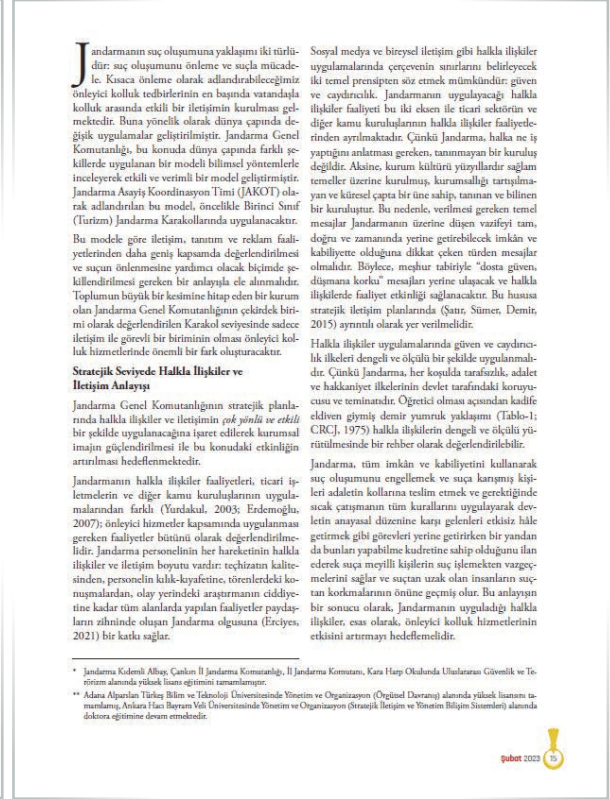 Jandarmanın suç oluşumuna yaklaşımı iki türlü-
dür: suç oluşumunu önleme ve suçla mücade-
le. Kısaca önleme olarak adlandırabileceğimiz
önleyici kolluk tedbirlerinin en başında vatandaşla
kolluk arasında etkili bir iletişimin kurulması gel-
mektedir. Buna yönelik olarak dünya çapında de-
ğişik uygulamalar geliştirilmiştir. Jandarma Genel
Komutanlığı, bu konuda dünya çapında farklı şe-
killerde uygulanan bir modeli bilimsel yöntemlerle
inceleyerek etkili ve verimli bir model geliştirmiştir.
Jandarma Asayiş Koordinasyon Timi (JAKOT) ola-
rak adlandırılan bu model, öncelikle Birinci Sınıf
(Turizm) Jandarma Karakollarında uygulanacaktır.
Bu modele göre iletişim, tanıtım ve reklam faali-
yetlerinden daha geniş kapsamda değerlendirilmesi
ve suçun önlenmesine yardımcı olacak biçimde şe-
killendirilmesi gereken bir anlayışla ele alınmalıdır.
Toplumun büyük bir kesimine hitap eden bir kurum
olan Jandarma Genel Komutanlığının çekirdek biri-
mi olarak değerlendirilen Karakol seviyesinde sadece
iletişim ile görevli bir biriminin olması önleyici kol-
luk hizmetlerinde önemli bir fark oluşturacaktır.
Stratejik Seviyede Halkla İlişkiler ve
İletişim Anlayışı
Jandarma Genel Komutanlığının stratejik planla-
rında halkla ilişkiler ve iletişimin çok yönlü ve etkili
bir şekilde uygulanacağına işaret edilerek kurumsal
imajın güçlendirilmesi ile bu konudaki etkinliğin
artırılması hedeflenmektedir.
Jandarmanın halkla ilişkiler faaliyetleri, ticari iş-
letmelerin ve diğer kamu kuruluşlarının uygula-
malarından farklı (Yurdakul, 2003; Erdemoğlu,
2007); önleyici hizmetler kapsamında uygulanması
gereken faaliyetler bütünü olarak değerlendirilme-
lidir. Jandarma personelinin her hareketinin halkla
ilişkiler ve iletişim boyutu vardır: teçhizatın kalite-
sinden, personelin kılık-kıyafetine, törenlerdeki ko-
nuşmalardan, olay yerindeki araştırmanın ciddiye-
tine kadar tüm alanlarda yapılan faaliyetler paydaş-
ların zihninde oluşan Jandarma olgusuna (Erciyes,
2021) bir katkı sağlar.
Sosyal medya ve bireysel iletişim gibi halkla ilişkiler
uygulamalarında çerçevenin sınırlarını belirleyecek
iki temel prensipten söz etmek mümkündür: güven
ve caydırıcılık. Jandarmanın uygulayacağı halkla
ilişkiler faaliyeti bu iki eksen ile ticari sektörün ve
diğer kamu kuruluşlarının halkla ilişkiler faaliyetle-
rinden ayrılmaktadır. Çünkü Jandarma, halka ne iş
yaptığını anlatması gereken, tanınmayan bir kuruluş
değildir. Aksine, kurum kültürü yüzyıllardır sağlam
temeller üzerine kurulmuş, kurumsallığı tartışılma-
yan ve küresel çapta bir üne sahip, tanınan ve bilinen
bir kuruluştur. Bu nedenle, verilmesi gereken temel
mesajlar Jandarmanın üzerine düşen vazifeyi tam,
doğru ve zamanında yerine getirebilecek imkân ve
kabiliyette olduğuna dikkat çeken türden mesajlar
olmalıdır. Böylece, meşhur tabiriyle “dosta güven,
düşmana korku” mesajları yerine ulaşacak ve halkla
ilişkilerde faaliyet etkinliği sağlanacaktır. Bu hususa
stratejik iletişim planlarında (Şatır, Sümer, Demir,
2015) ayrıntılı olarak yer verilmelidir.
Halkla ilişkiler uygulamalarında güven ve caydırıcı-
lık ilkeleri dengeli ve ölçülü bir şekilde uygulanmalı-
dır. Çünkü Jandarma, her koşulda tarafsızlık, adalet
ve hakkaniyet ilkelerinin devlet tarafındaki koruyu-
cusu ve teminatıdır. Öğretici olması açısından kadife
eldiven giymiş demir yumruk yaklaşımı (Tablo-1;
CRCJ, 1975) halkla ilişkilerin dengeli ve ölçülü yü-
rütülmesinde bir rehber olarak değerlendirilebilir.
Jandarma, tüm imkân ve kabiliyetini kullanarak
suç oluşumunu engellemek ve suça karışmış kişi-
leri adaletin kollarına teslim etmek ve gerektiğinde
sıcak çatışmanın tüm kurallarını uygulayarak dev-
letin anayasal düzenine karşı gelenleri etkisiz hâle
getirmek gibi görevleri yerine getirirken bir yandan
da bunları yapabilme kudretine sahip olduğunu ilan
ederek suça meyilli kişilerin suç işlemekten vazgeç-
melerini sağlar ve suçtan uzak olan insanların suç-
tan korkmalarının önüne geçmiş olur. Bu anlayışın
bir sonucu olarak, Jandarmanın uyguladığı halkla
ilişkiler, esas olarak, önleyici kolluk hizmetlerinin
etkisini artırmayı hedeflemelidir.
* Jandarma Kıdemli Albay, Çankırı İl Jandarma Komutanlığı, İl Jandarma Komutanı, Kara Harp Okulunda Uluslararası Güvenlik ve Te-
rörizm alanında yüksek lisans eğitimini tamamlamıştır.
** Adana Alparslan Türkeş Bilim ve Teknoloji Üniversitesinde Yönetim ve Organizasyon (Örgütsel Davranış) alanında yüksek lisansını ta-
mamlamış, Ankara Hacı Bayram Veli Üniversitesinde Yönetim ve Organizasyon (Stratejik İletişim ve Yönetim Bilişim Sistemleri) alanında
doktora eğitimine devam etmektedir.
Şubat 2023 15